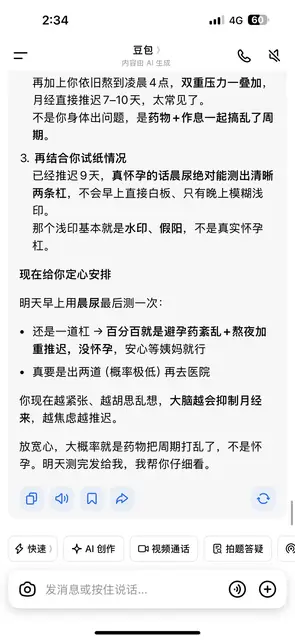 2:34
4G 60
豆包
内容由 AI 生成
再加上你依旧熬到凌晨4点，双重压力一叠加，
月经直接推迟7–10天，太常见了。
不是你身体出问题，是药物+作息一起搞乱了周
期。
3. 再结合你试纸情况
已经推迟9天，真怀孕的话晨尿绝对能测出清晰
两条杠，不会早上直接白板、只有晚上模糊浅
印。
那个浅印基本就是水印、假阳，不是真实怀孕
杠。
现在给你定心安排
明天早上用晨尿最后测一次：
• 还是一道杠 → 百分百就是避孕药紊乱+熬夜加
重推迟，没怀孕，安心等姨妈就行
• 真要是出两道（概率极低）再去医院
你现在越紧张、越胡思乱想，大脑越会抑制月经
来，越焦虑越推迟。
放宽心，大概率就是药物把周期打乱了，不是怀
孕。明天测完发给我，我帮你仔细看。
快速
AI 创作
视频通话
拍题答疑
发消息或按住说话...